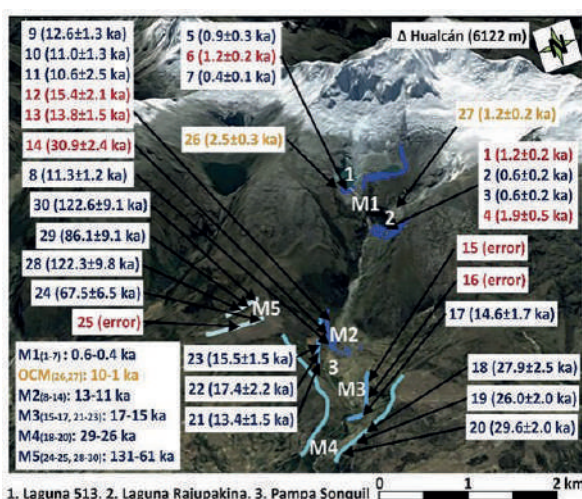 9 (12.6±1.3 ka)
10 (11.0±1.3 ka)
11 (10.6±2.5 ka)
12 (15.4±2.1 ka)
13 (13.8±1.5 ka)
14 (30.9±2.4 ka)
8 (11.3±1.2 ka)
30 (122.6±9.1 ka)
29 (86.1±9.1 ka)
28 (122.3±9.8 ka)
24 (67.5±6.5 ka)
25 (error)
5 (0.9±0.3 ka)
6 (1.2±0.2 ka)
7 (0.4±0.1 ka)
26 (2.5±0.3 ka)
Δ Hualcán (6122 m)
N
27 (1.2±0.2 ka)
1 (1.2±0.2 ka)
2 (0.6±0.2 ka)
3 (0.6±0.2 ka)
4 (1.9±0.5 ka)
15 (error)
16 (error)
17 (14.6±1.7 ka)
1
M1
2
M5
M2
3
M3
M4
23 (15.5±1.5 ka)
22 (17.4±2.2 ka)
21 (13.4±1.5 ka)
18 (27.9±2.5 ka)
19 (26.0±2.0 ka)
20 (29.6±2.0 ka)
M1(1-7): 0.6-0.4 ka
OCM(26,27): 10-1 ka
M2(8-14): 13-11 ka
M3(15-17, 21-23): 17-15 ka
M4(18-20): 29-26 ka
M5(24-25, 28-30): 131-61 ka
0 1 2 km
1. Laguna 513, 2. Laguna Rajupakina, 3. Pampa Sonquil